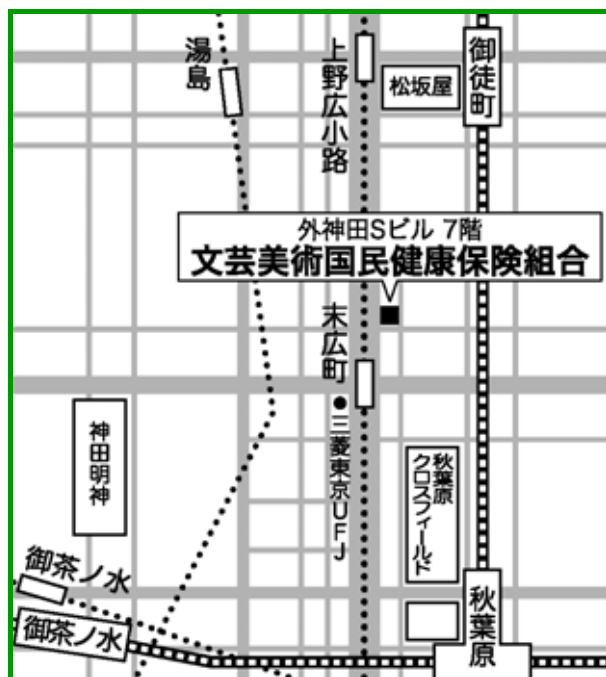 湯島
上野広小路
松坂屋
御徒町
外神田Sビル 7階
文芸美術国民健康保険組合
末広町
神田明神
●三菱東京UFJ
秋葉原
クロスフィールド
御茶ノ水
御茶ノ水
秋葉原